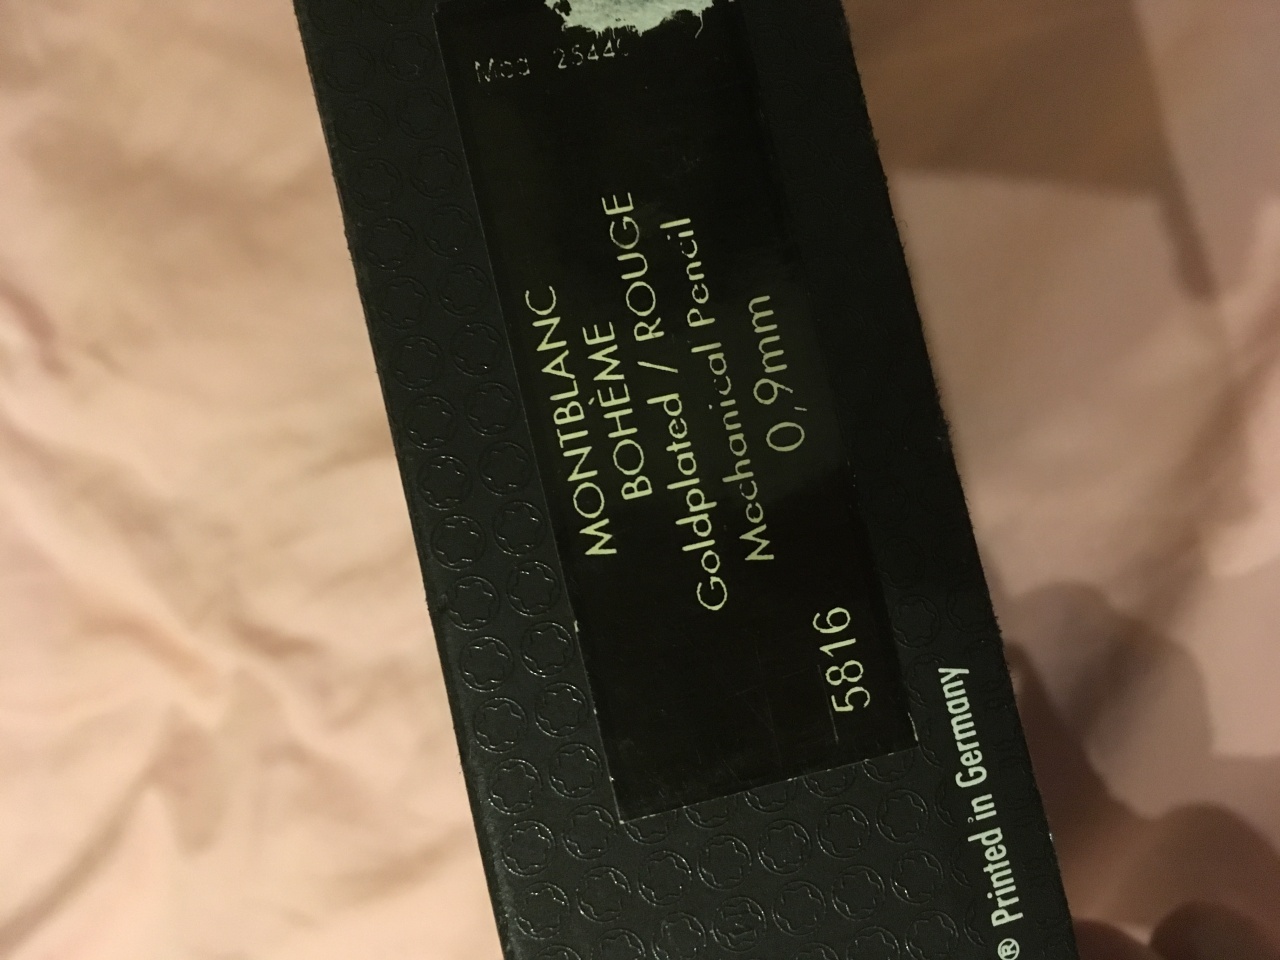 MONTBLANC
BOHÈME
/ ROUGE
Goldplated
Mechanical Pencil
0,9mm
5816
® Printed in Germany